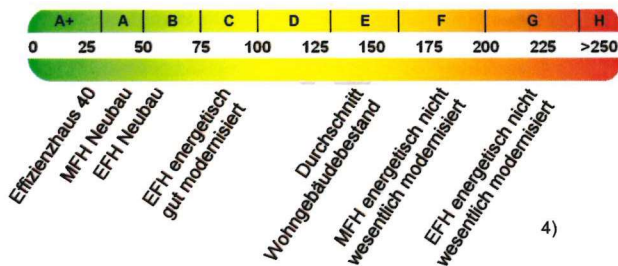 A+ A B C D E F G H
0 25 50 75 100 125 150 175 200 225 >250
Effizienzhaus 40
MFH Neubau
EFH Neubau
EFH energetisch
gut modernisiert
Durchschnitt
Wohngebäudebestand
MFH energetisch nicht
wesentlich modernisiert
EFH energetisch nicht
wesentlich modernisiert
4)